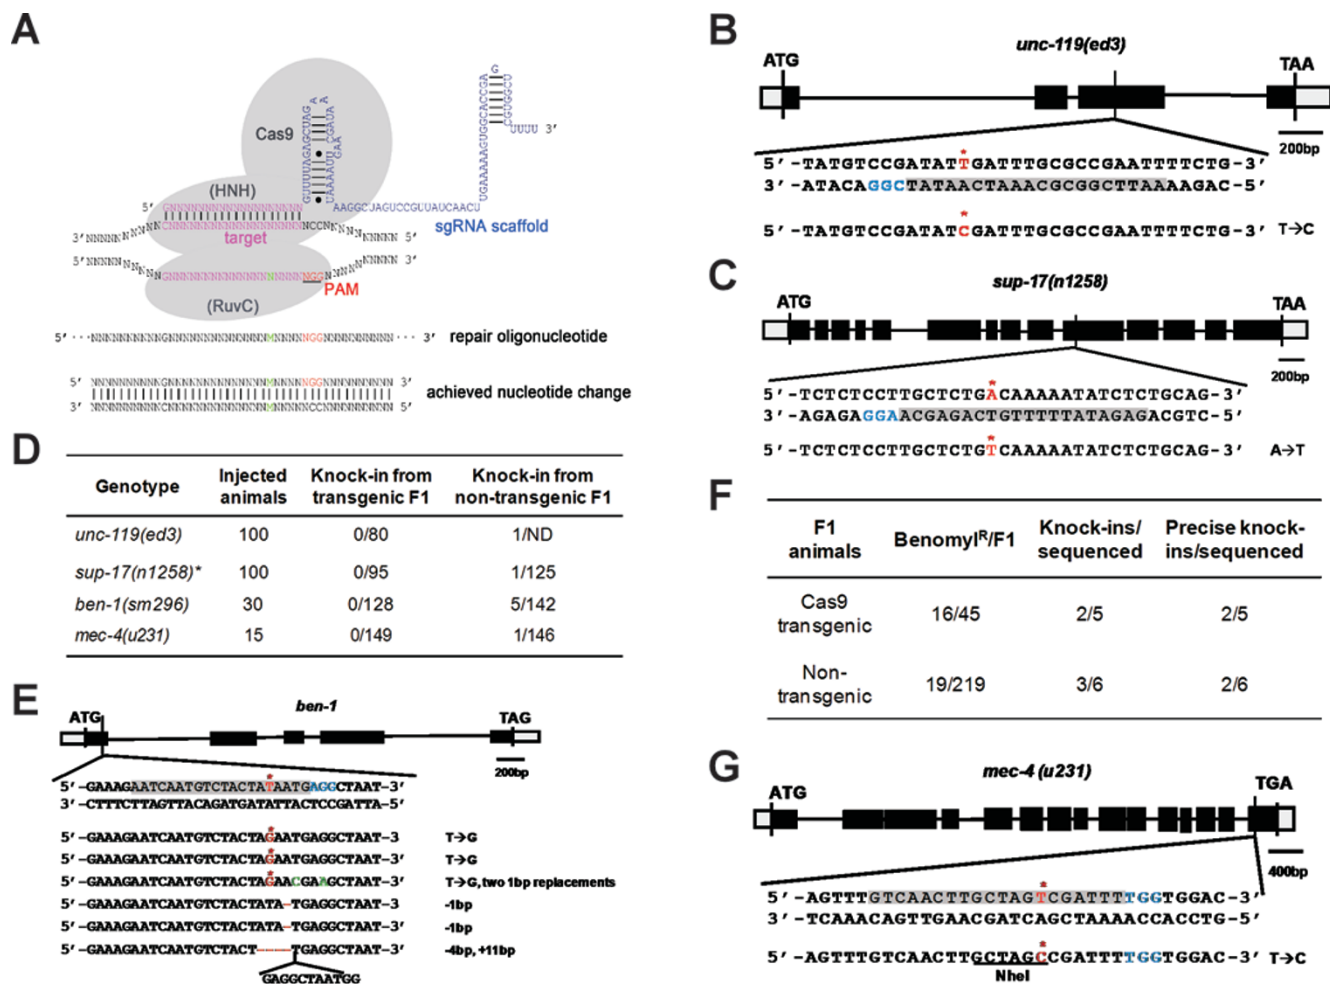 A
Cas9
(HNH)
target
sgRNA scaffold
UUUU 3'
NGG
PAM
(RuvC)
repair oligonucleotide
achieved nucleotide change
B
unc-119(ed3)
ATG
TAA
200bp
5' -TATGTCCGATATTGATTTGCGCCGAATTTTCTG-3'
3' -ATACAGGCTATAACTAAACGCGGCTTAAAAGAC-5'
5' -TATGTCCGATATCGATTTGCGCCGAATTTTCTG-3'
T→C
C
sup-17(n1258)
ATG
TAA
200bp
5' -TCTCTCCTTGCTCTGACAAAAATATCTCTGCAG-3'
3' -AGAGAGGAACGAGACTGTTTTTATAGAGACGTC-5'
5' -TCTCTCCTTGCTCTGTCAAAAATATCTCTGCAG-3'
A→T
D
Genotype Injected animals Knock-in from transgenic F1 Knock-in from non-transgenic F1
unc-119(ed3) 100 0/80 1/ND
sup-17(n1258)* 100 0/95 1/125
ben-1(sm296) 30 0/128 5/142
mec-4(u231) 15 0/149 1/146
E
ben-1
ATG
TAG
200bp
5' -GAAAGAATCAATGTCTACTATAATGAGGCTAAT-3'
3' -CTTTCTTAGTTACAGATGATATTACTCCGATTA-5'
5' -GAAAGAATCAATGTCTACTAGAATGAGGCTAAT-3' T→G
5' -GAAAGAATCAATGTCTACTAGAATGAGGCTAAT-3' T→G
5' -GAAAGAATCAATGTCTACTAGAACGAAGCTAAT-3' T→G, two 1bp replacements
5' -GAAAGAATCAATGTCTACTATA-TGAGGCTAAT-3' -1bp
5' -GAAAGAATCAATGTCTACTATA-TGAGGCTAAT-3' -1bp
5' -GAAAGAATCAATGTCTACT----TGAGGCTAAT-3' -4bp, +11bp
GAGGCTAATGG
F
F1 animals Benomyl^R/F1 Knock-ins/ sequenced Precise knock-ins/sequenced
Cas9 transgenic 16/45 2/5 2/5
Non-transgenic 19/219 3/6 2/6
G
mec-4 (u231)
ATG
TGA
400bp
5' -AGTTTGTCAACTTGCTAGTCGATTTTTGGTGGAC-3'
3' -TCAAACAGTTGAACGATCAGCTAAAACCACCTG-5'
5' -AGTTTGTCAACTTGCTAGCCGATTTTTGGTGGAC-3'
T→C
NheI